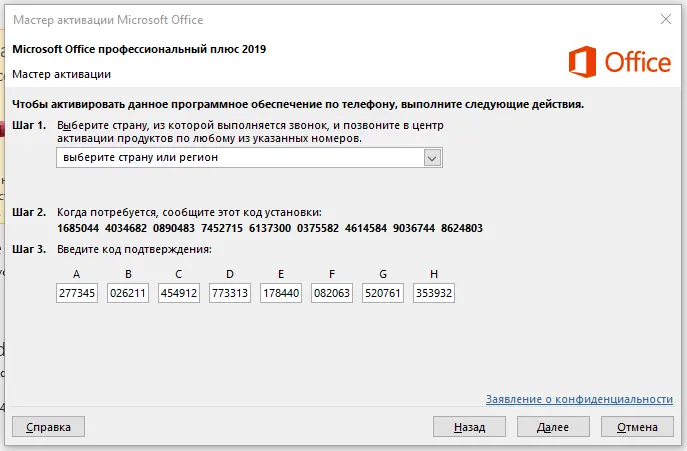 Мастер активации Microsoft Office
Microsoft Office профессиональный плюс 2019
Office
Мастер активации
Чтобы активировать данное программное обеспечение по телефону, выполните следующие действия.
Шаг 1. Выберите страну, из которой выполняется звонок, и позвоните в центр
активации продуктов по любому из указанных номеров.
выберите страну или регион
Шаг 2. Когда потребуется, сообщите этот код установки:
1685044 4034682 0890483 7452715 6137300 0375582 4614584 9036744 8624803
Шаг 3. Введите код подтверждения:
A B C D E F G H
277345 026211 454912 773313 178440 082063 520761 353932
Заявление о конфиденциальности
Справка Назад Далее Отмена